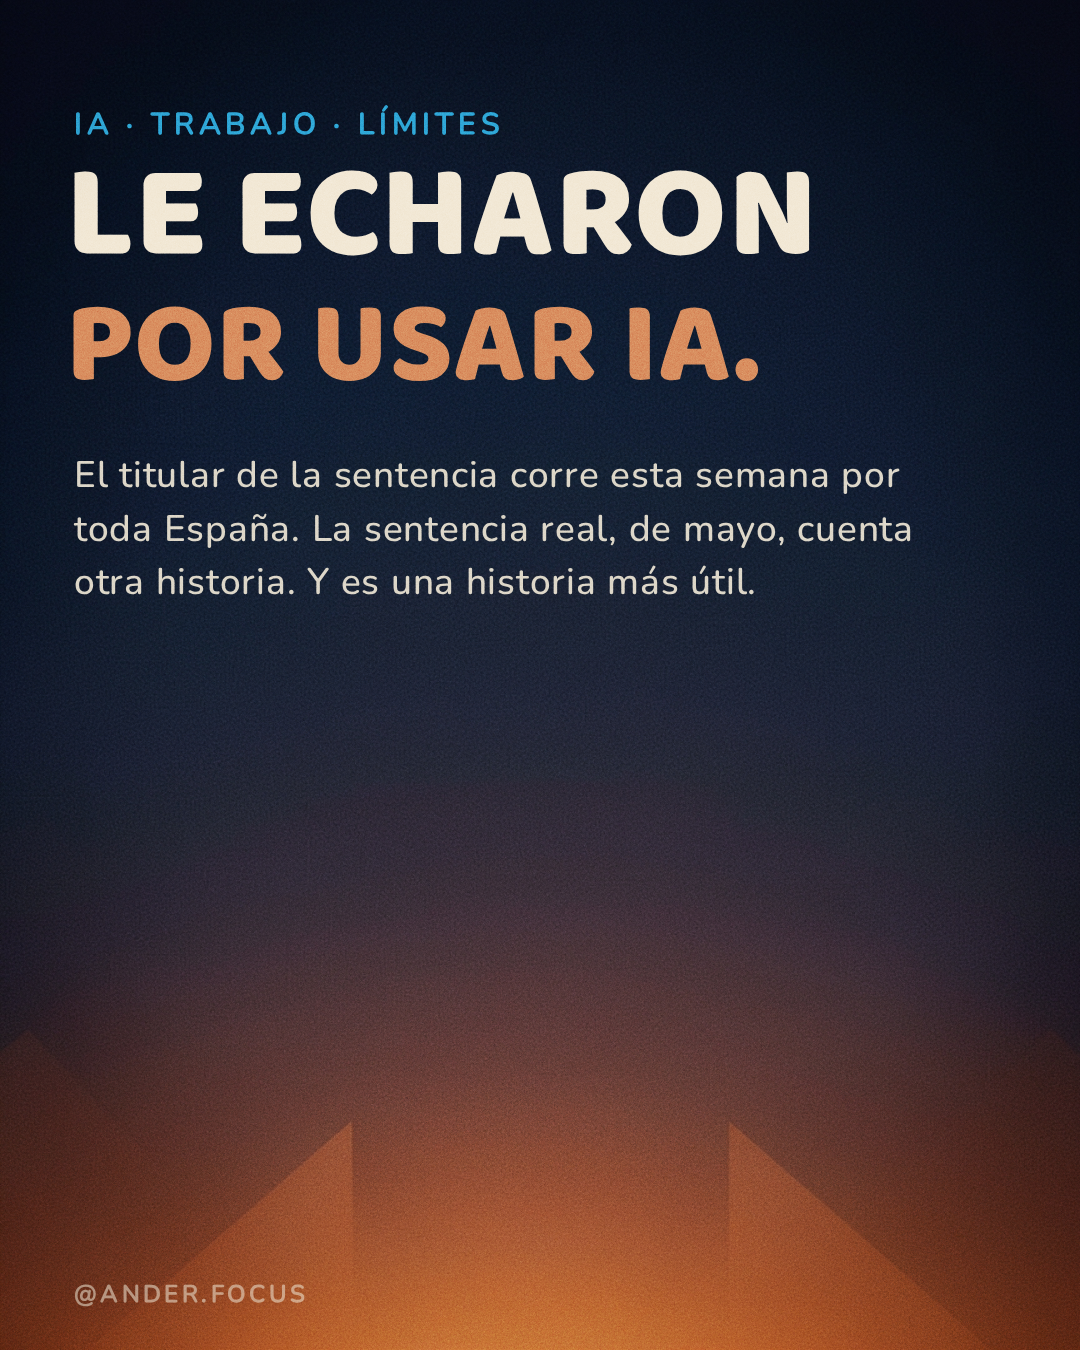 IA · TRABAJO · LÍMITES
LE ECHARON
POR USAR IA.
El titular de la sentencia corre esta semana por
toda España. La sentencia real, de mayo, cuenta
otra historia. Y es una historia más útil.
@ANDER.FOCUS